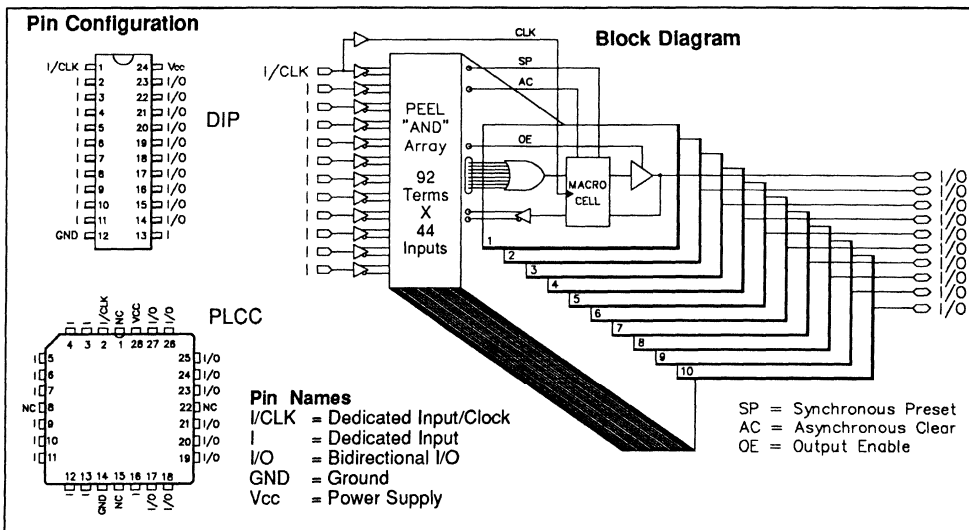 Pin Configuration
I/CLK 1 24 Vcc
I 2 23 I/O
I 3 22 I/O
I 4 21 I/O
I 5 20 I/O
I 6 19 I/O
I 7 18 I/O
I 8 17 I/O
I 9 16 I/O
I 10 15 I/O
I 11 14 I/O
GND 12 13 I
DIP
PLCC
I I I/CLK NC VCC I/O I/O
4 3 2 1 28 27 26
I 5 25 I/O
I 6 24 I/O
I 7 23 I/O
NC 8 22 NC
I 9 21 I/O
I 10 20 I/O
I 11 19 I/O
12 13 14 15 16 17 18
I I GND NC I I/O I/O
Pin Names
I/CLK = Dedicated Input/Clock
I = Dedicated Input
I/O = Bidirectional I/O
GND = Ground
Vcc = Power Supply
Block Diagram
CLK
I/CLK
I
I
I
I
I
I
I
I
I
I
I
PEEL
"AND"
Array
92
Terms
X
44
Inputs
SP
AC
OE
MACRO
CELL
1
2
3
4
5
6
7
8
9
10
I/O
I/O
I/O
I/O
I/O
I/O
I/O
I/O
I/O
I/O
SP = Synchronous Preset
AC = Asynchronous Clear
OE = Output Enable